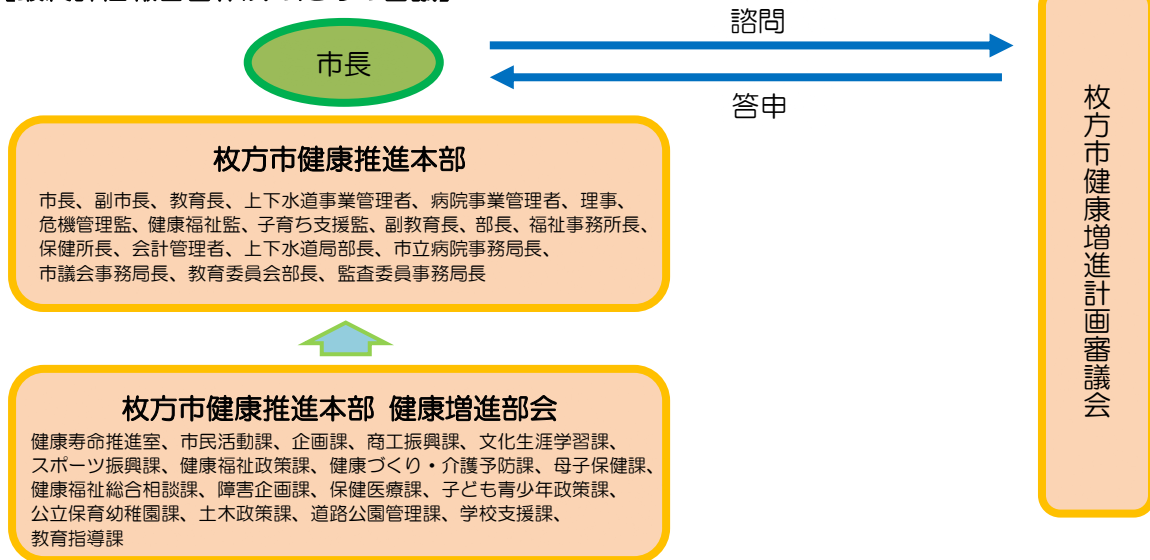 諮問
市長
答申
枚方市健康増進計画審議会
枚方市健康推進本部
市長、副市長、教育長、上下水道事業管理者、病院事業管理者、理事、
危機管理監、健康福祉監、子育ち支援監、副教育長、部長、福祉事務所長、
保健所長、会計管理者、上下水道局部長、市立病院事務局長、
市議会事務局長、教育委員会部長、監査委員事務局長
枚方市健康推進本部 健康増進部会
健康寿命推進室、市民活動課、企画課、商工振興課、文化生涯学習課、
スポーツ振興課、健康福祉政策課、健康づくり・介護予防課、母子保健課、
健康福祉総合相談課、障害企画課、保健医療課、子ども青少年政策課、
公立保育幼稚園課、土木政策課、道路公園管理課、学校支援課、
教育指導課